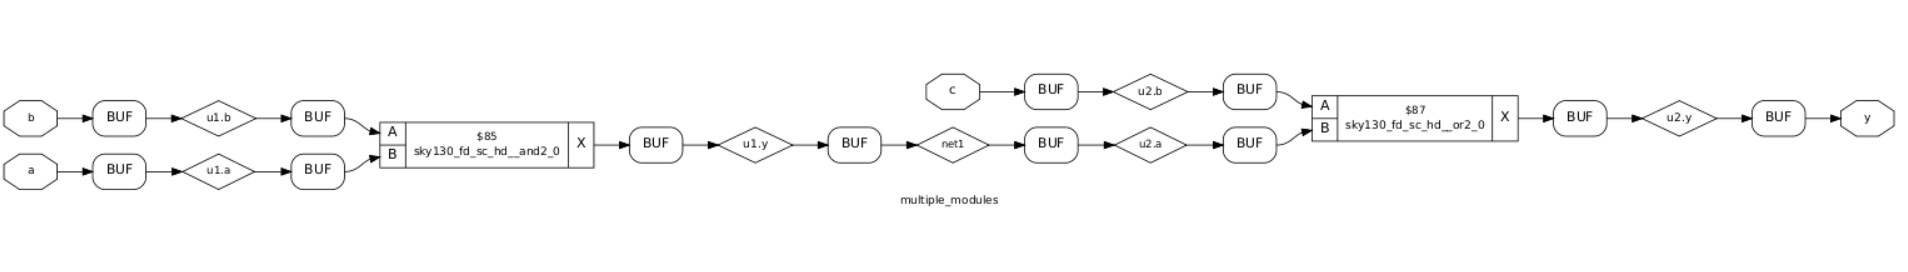 c
BUF
u2.b
BUF
b
BUF
u1.b
BUF
A
$85
sky130_fd_sc_hd__and2_0
B
X
A
$87
sky130_fd_sc_hd__or2_0
B
X
BUF
u2.y
BUF
y
a
BUF
u1.a
BUF
BUF
u1.y
BUF
net1
BUF
u2.a
BUF
multiple_modules